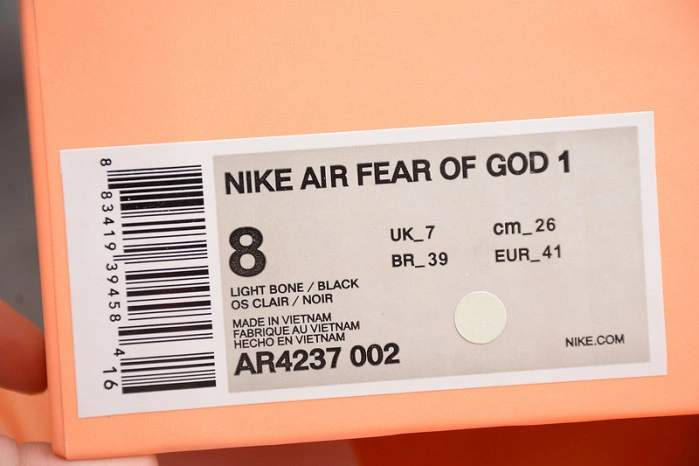 NIKE AIR FEAR OF GOD 1
8
UK_7 cm_26
BR_39 EUR_41
LIGHT BONE / BLACK
OS CLAIR / NOIR
MADE IN VIETNAM
FABRIQUE AU VIETNAM
HECHO EN VIETNAM
AR4237 002
NIKE.COM
8 83419 39458 4 16